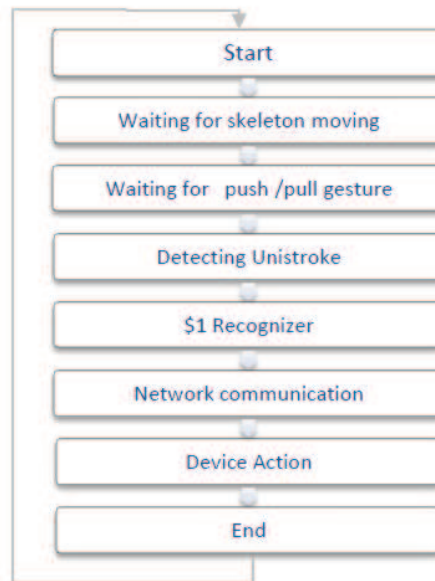 Start
Waiting for skeleton moving
Waiting for push /pull gesture
Detecting Unistroke
$1 Recognizer
Network communication
Device Action
End